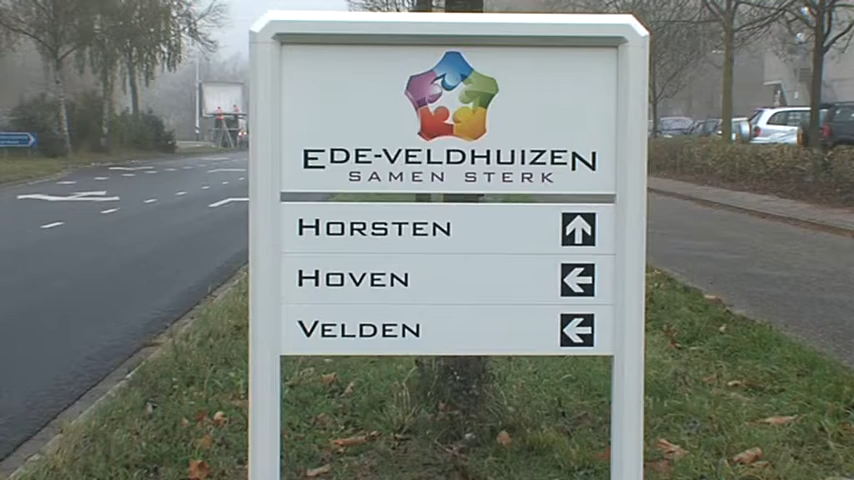 EDE-VELDHUIZEN
SAMEN STERK
HORSTEN
HOVEN
VELDEN